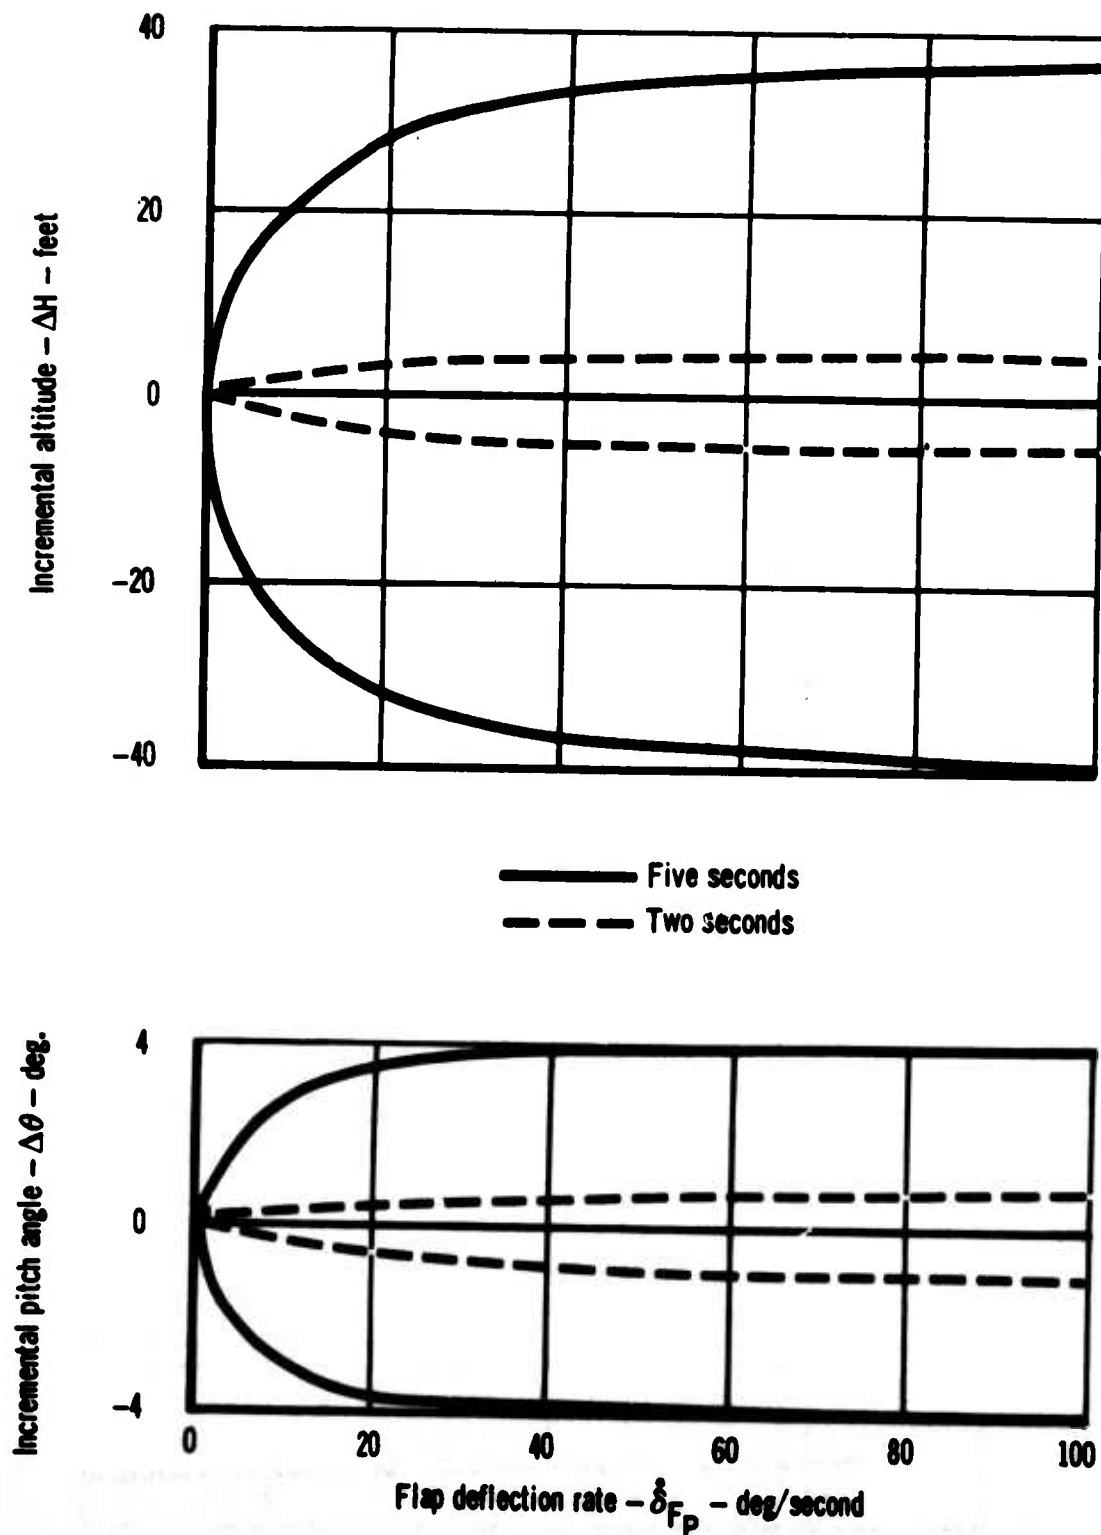 40
20
0
-20
-40
Incremental altitude – ΔH – feet
Five seconds
Two seconds
4
0
-4
Incremental pitch angle – Δθ – deg.
0 20 40 60 80 100
Flap deflection rate – δ̊FP – deg/second